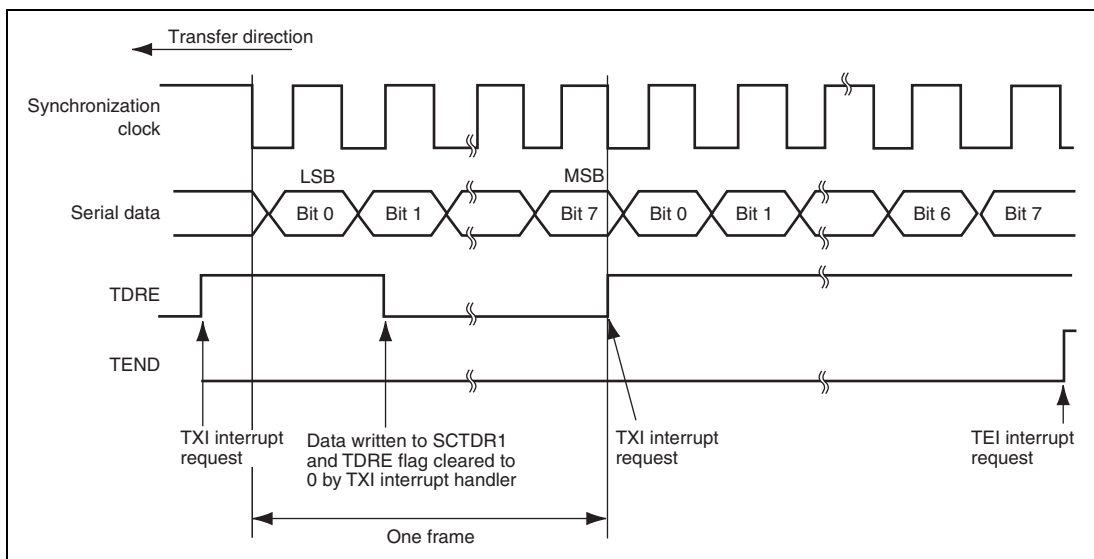 Transfer direction
Synchronization
clock
LSB
MSB
Serial data
Bit 0
Bit 1
Bit 7
Bit 0
Bit 1
Bit 6
Bit 7
TDRE
TEND
TXI interrupt
request
Data written to SCTDR1
and TDRE flag cleared to
0 by TXI interrupt handler
TXI interrupt
request
TEI interrupt
request
One frame